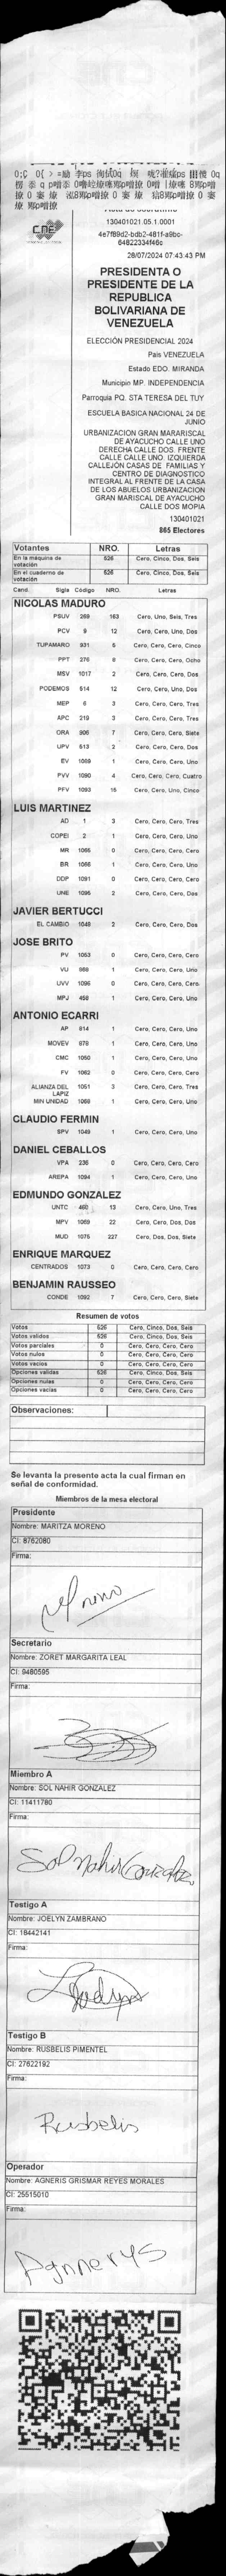 CNE
130401021.05.1.0001
4e7f89d2-bdb2-481f-a9bc-
64822334f46c
28/07/2024 07:43:43 PM
PRESIDENTA O
PRESIDENTE DE LA
REPUBLICA
BOLIVARIANA DE
VENEZUELA
ELECCIÓN PRESIDENCIAL 2024
País VENEZUELA
Estado EDO. MIRANDA
Municipio MP. INDEPENDENCIA
Parroquia PQ. STA TERESA DEL TUY
ESCUELA BASICA NACIONAL 24 DE
JUNIO
URBANIZACION GRAN MARARISCAL
DE AYACUCHO CALLE UNO
DERECHA CALLE DOS. FRENTE
CALLE CALLE UNO. IZQUIERDA
CALLEJÓN CASAS DE FAMILIAS Y
CENTRO DE DIAGNOSTICO
INTEGRAL AL FRENTE DE LA CASA
DE LOS ABUELOS URBANIZACION
GRAN MARISCAL DE AYACUCHO
CALLE DOS MOPIA
130401021
865 Electores
Votantes NRO. Letras
En la máquina de votación 526 Cero, Cinco, Dos, Seis
En el cuaderno de votación 526 Cero, Cinco, Dos, Seis
Cand. Sigla Código NRO. Letras
NICOLAS MADURO
PSUV 269 163 Cero, Uno, Seis, Tres
PCV 9 12 Cero, Cero, Uno, Dos
TUPAMARO 931 5 Cero, Cero, Cero, Cinco
PPT 276 8 Cero, Cero, Cero, Ocho
MSV 1017 2 Cero, Cero, Cero, Dos
PODEMOS 514 12 Cero, Cero, Uno, Dos
MEP 6 3 Cero, Cero, Cero, Tres
APC 219 3 Cero, Cero, Cero, Tres
ORA 906 7 Cero, Cero, Cero, Siete
UPV 513 2 Cero, Cero, Cero, Dos
EV 1009 1 Cero, Cero, Cero, Uno
PVV 1090 4 Cero, Cero, Cero, Cuatro
PFV 1093 15 Cero, Cero, Uno, Cinco
LUIS MARTINEZ
AD 1 3 Cero, Cero, Cero, Tres
COPEI 2 1 Cero, Cero, Cero, Uno
MR 1065 0 Cero, Cero, Cero, Cero
BR 1066 1 Cero, Cero, Cero, Uno
DDP 1091 0 Cero, Cero, Cero, Cero
UNE 1095 2 Cero, Cero, Cero, Dos
JAVIER BERTUCCI
EL CAMBIO 1048 2 Cero, Cero, Cero, Dos
JOSE BRITO
PV 1053 0 Cero, Cero, Cero, Cero
VU 988 1 Cero, Cero, Cero, Uno
UVV 1096 0 Cero, Cero, Cero, Cero
MPJ 458 1 Cero, Cero, Cero, Uno
ANTONIO ECARRI
AP 814 1 Cero, Cero, Cero, Uno
MOVEV 878 1 Cero, Cero, Cero, Uno
CMC 1050 1 Cero, Cero, Cero, Uno
FV 1062 0 Cero, Cero, Cero, Cero
ALIANZA DEL LAPIZ 1051 3 Cero, Cero, Cero, Tres
MIN UNIDAD 1068 1 Cero, Cero, Cero, Uno
CLAUDIO FERMIN
SPV 1049 1 Cero, Cero, Cero, Uno
DANIEL CEBALLOS
VPA 236 0 Cero, Cero, Cero, Cero
AREPA 1094 1 Cero, Cero, Cero, Uno
EDMUNDO GONZALEZ
UNTC 460 13 Cero, Cero, Uno, Tres
MPV 1069 22 Cero, Cero, Dos, Dos
MUD 1075 227 Cero, Dos, Dos, Siete
ENRIQUE MARQUEZ
CENTRADOS 1073 0 Cero, Cero, Cero, Cero
BENJAMIN RAUSSEO
CONDE 1092 7 Cero, Cero, Cero, Siete
Resumen de votos
Votos 526 Cero, Cinco, Dos, Seis
Votos válidos 526 Cero, Cinco, Dos, Seis
Votos parciales 0 Cero, Cero, Cero, Cero
Votos nulos 0 Cero, Cero, Cero, Cero
Votos vacíos 0 Cero, Cero, Cero, Cero
Opciones válidas 526 Cero, Cinco, Dos, Seis
Opciones nulas 0 Cero, Cero, Cero, Cero
Opciones vacías 0 Cero, Cero, Cero, Cero
Observaciones:
Se levanta la presente acta la cual firman en
señal de conformidad.
Miembros de la mesa electoral
Presidente
Nombre: MARITZA MORENO
CI: 8762080
Firma:
Secretario
Nombre: ZORET MARGARITA LEAL
CI: 9480595
Firma:
Miembro A
Nombre: SOL NAHIR GONZALEZ
CI: 11411780
Firma:
Sol Nahir González
Testigo A
Nombre: JOELYN ZAMBRANO
CI: 18442141
Firma:
Testigo B
Nombre: RUSBELIS PIMENTEL
CI: 27622192
Firma:
Rusbelis
Operador
Nombre: AGNERIS GRISMAR REYES MORALES
CI: 25515010
Firma: